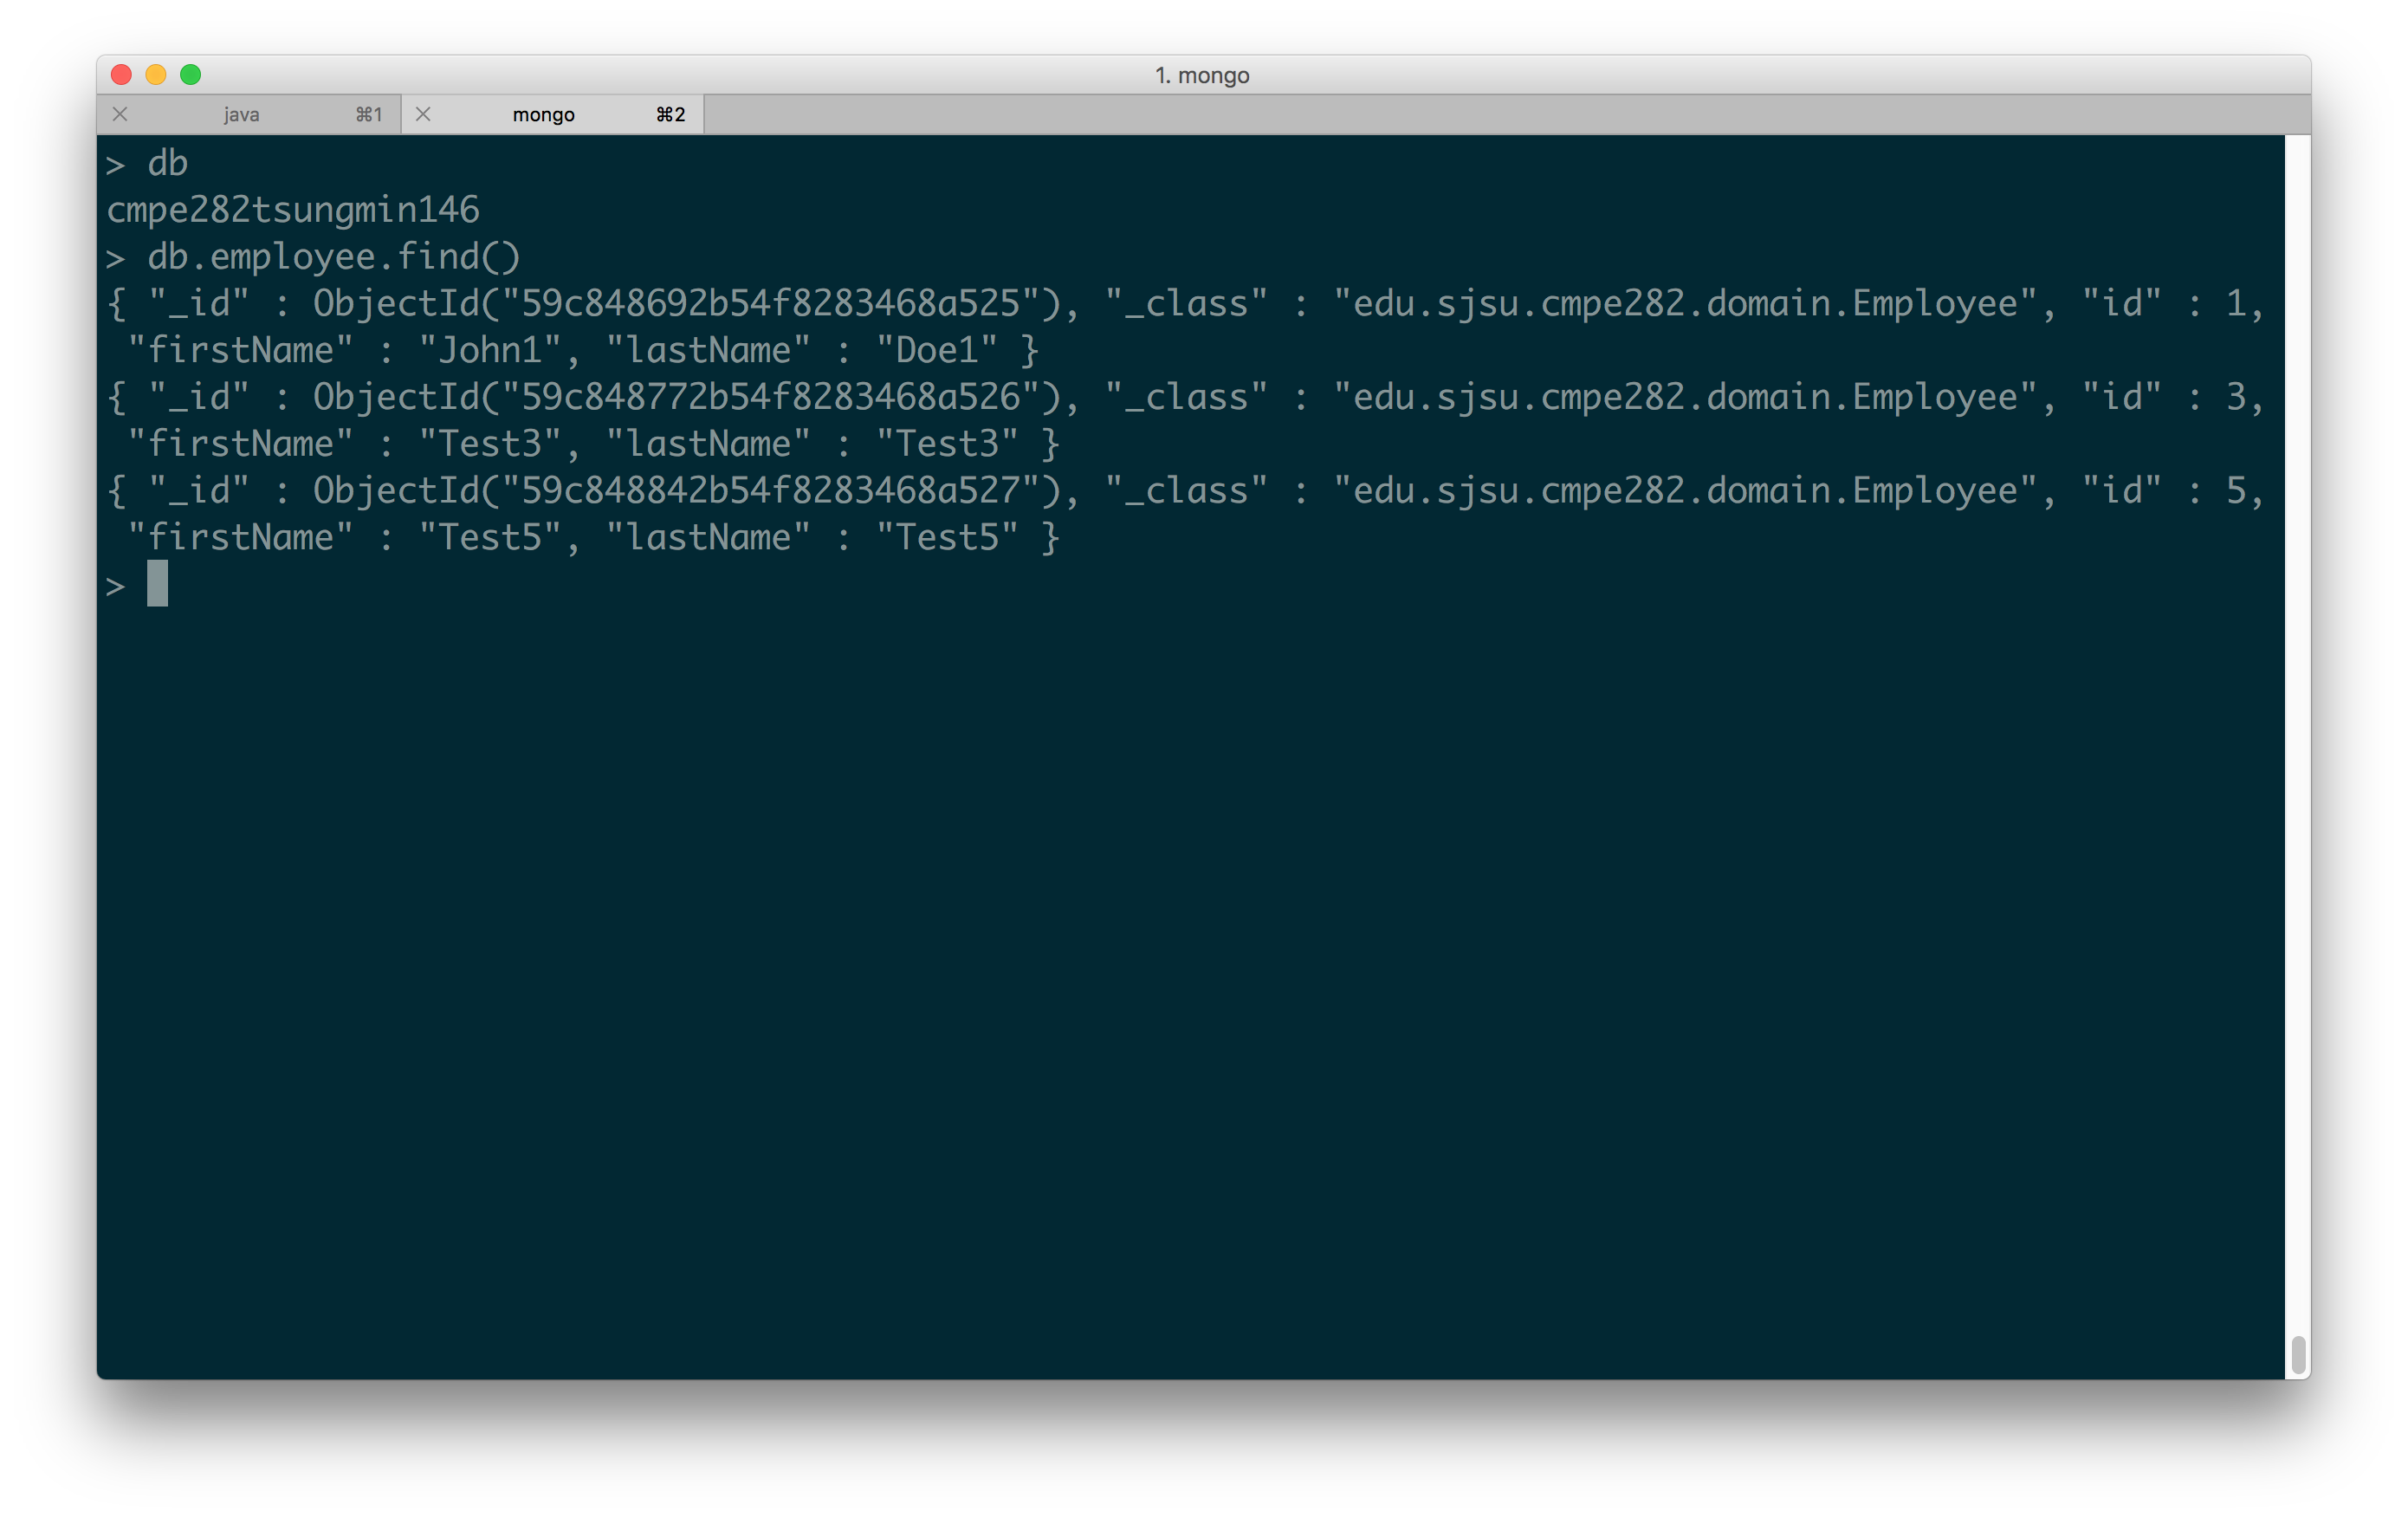 1. mongo
java ⌘1 mongo ⌘2
> db
cmpe282tsungmin146
> db.employee.find()
{ "_id" : ObjectId("59c848692b54f8283468a525"), "_class" : "edu.sjsu.cmpe282.domain.Employee", "id" : 1,
"firstName" : "John1", "lastName" : "Doe1" }
{ "_id" : ObjectId("59c848772b54f8283468a526"), "_class" : "edu.sjsu.cmpe282.domain.Employee", "id" : 3,
"firstName" : "Test3", "lastName" : "Test3" }
{ "_id" : ObjectId("59c848842b54f8283468a527"), "_class" : "edu.sjsu.cmpe282.domain.Employee", "id" : 5,
"firstName" : "Test5", "lastName" : "Test5" }
>